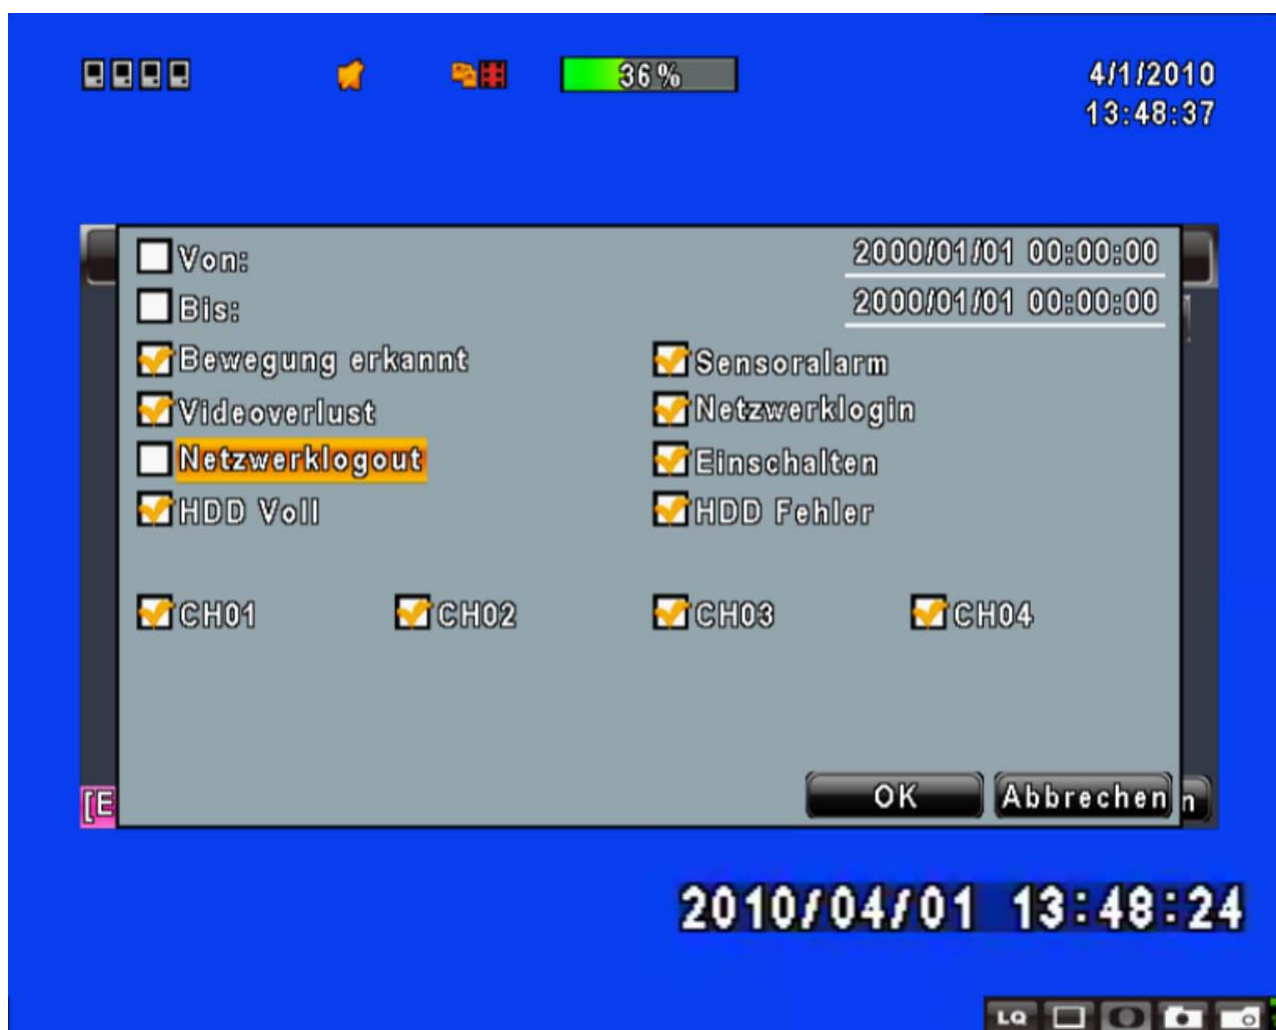 36%
4/1/2010
13:48:37
Von: 2000/01/01 00:00:00
Bis: 2000/01/01 00:00:00
Bewegung erkannt Sensoralarm
Videoverlust Netzwerklogin
Netzwerklogout Einschalten
HDD Voll HDD Fehler
CH01 CH02 CH03 CH04
[E OK Abbrechen n
2010/04/01 13:48:24
LQ